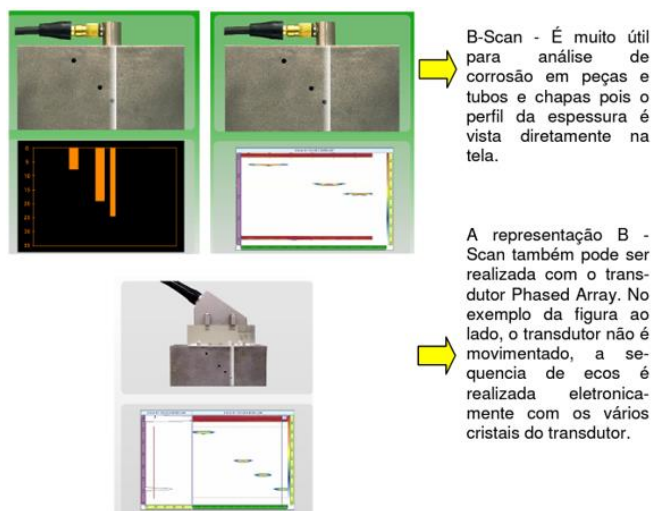 B-Scan - É muito útil
para análise de
corrosão em peças e
tubos e chapas pois o
perfil da espessura é
vista diretamente na
tela.
A representação B -
Scan também pode ser
realizada com o trans-
dutor Phased Array. No
exemplo da figura ao
lado, o transdutor não é
movimentado, a se-
quencia de ecos é
realizada eletronica-
mente com os vários
cristais do transdutor.